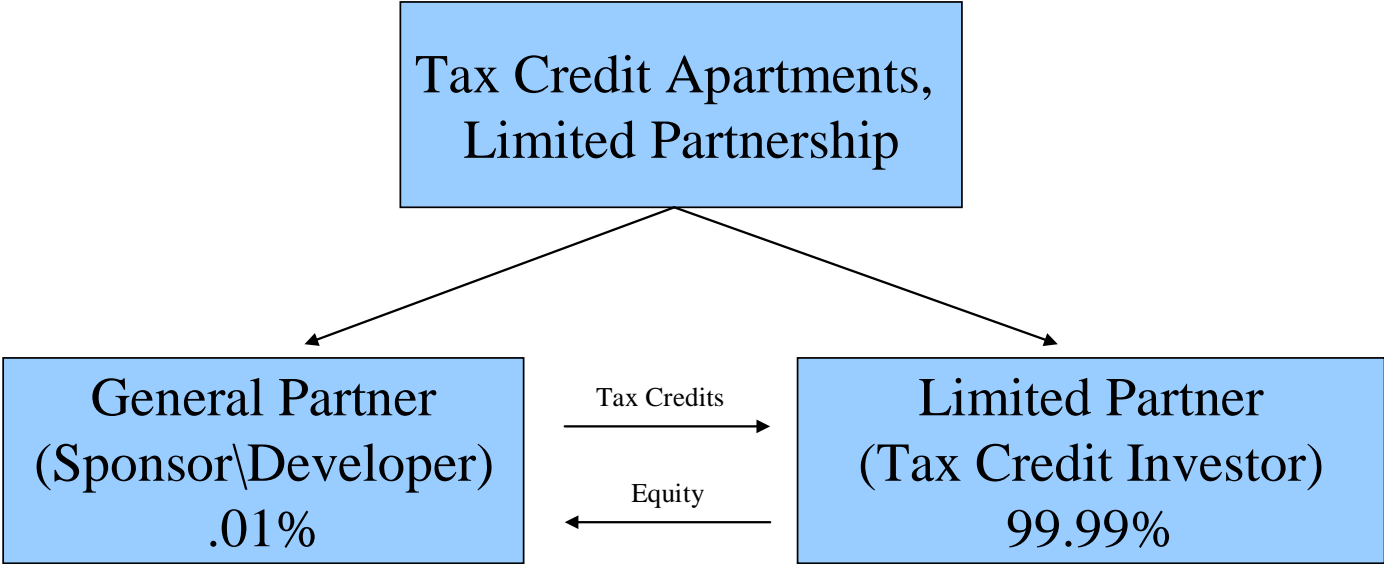 Tax Credit Apartments,
Limited Partnership
General Partner
(Sponsor\Developer)
.01%
Tax Credits
Equity
Limited Partner
(Tax Credit Investor)
99.99%